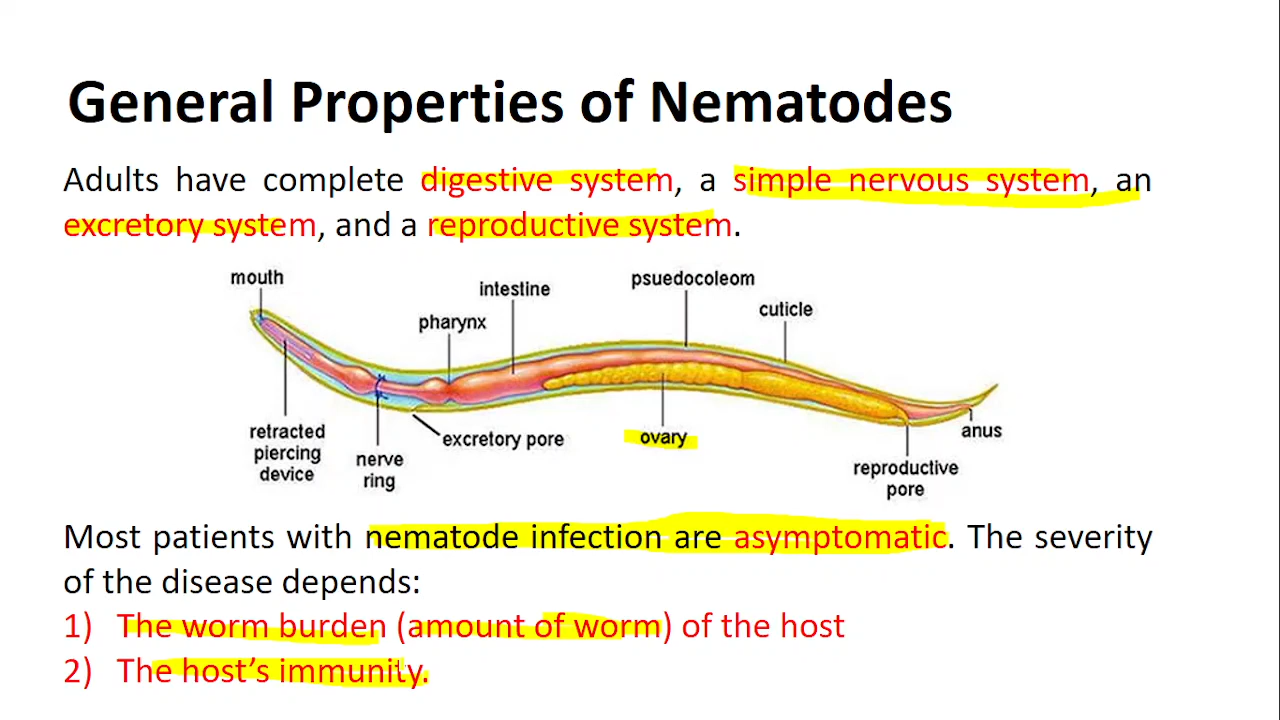 General Properties of Nematodes
Adults have complete digestive system, a simple nervous system, an
excretory system, and a reproductive system.
mouth
intestine
psuedocoleom
cuticle
pharynx
retracted
piercing
device
nerve
ring
excretory pore
ovary
anus
reproductive
pore
Most patients with nematode infection are asymptomatic. The severity
of the disease depends:
1) The worm burden (amount of worm) of the host
2) The host’s immunity.